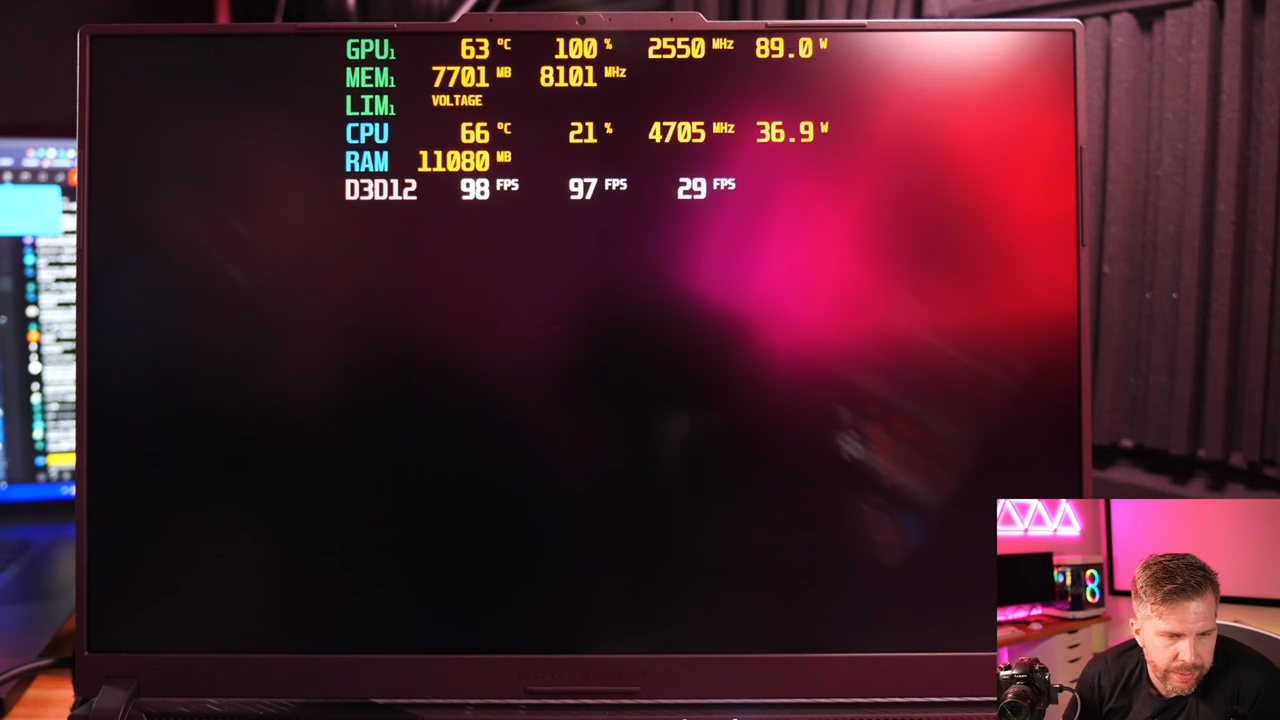 GPU1 63 °C 100 % 2550 MHz 89.0 W
MEM1 7701 MB 8101 MHz
LIM1 VOLTAGE
CPU 66 °C 21 % 4705 MHz 36.9 W
RAM 11080 MB
D3D12 98 FPS 97 FPS 29 FPS